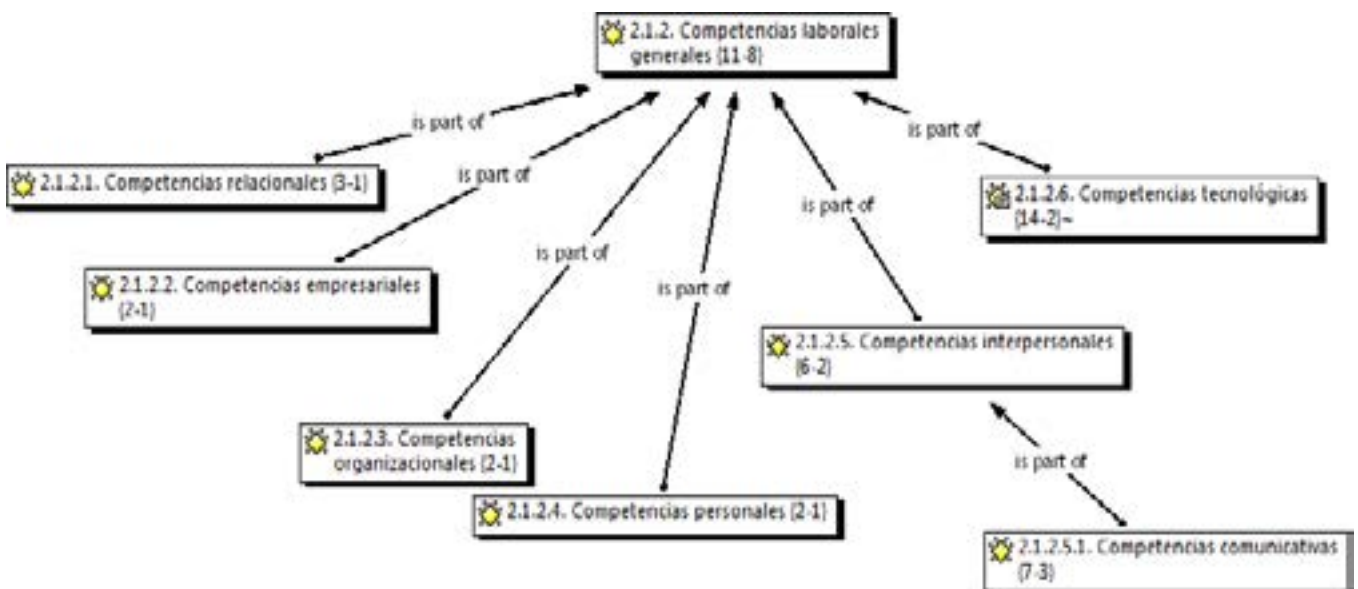 2.1.2. Competencias laborales
generales {11-8}
is part of
is part of
is part of
is part of
is part of
is part of
2.1.2.1. Competencias relacionales {3-1}
2.1.2.6. Competencias tecnológicas
{14-2}~
2.1.2.2. Competencias empresariales
{2-1}
2.1.2.5. Competencias interpersonales
{6-2}
2.1.2.3. Competencias
organizacionales {2-1}
is part of
2.1.2.4. Competencias personales {2-1}
2.1.2.5.1. Competencias comunicativas
{7-3}